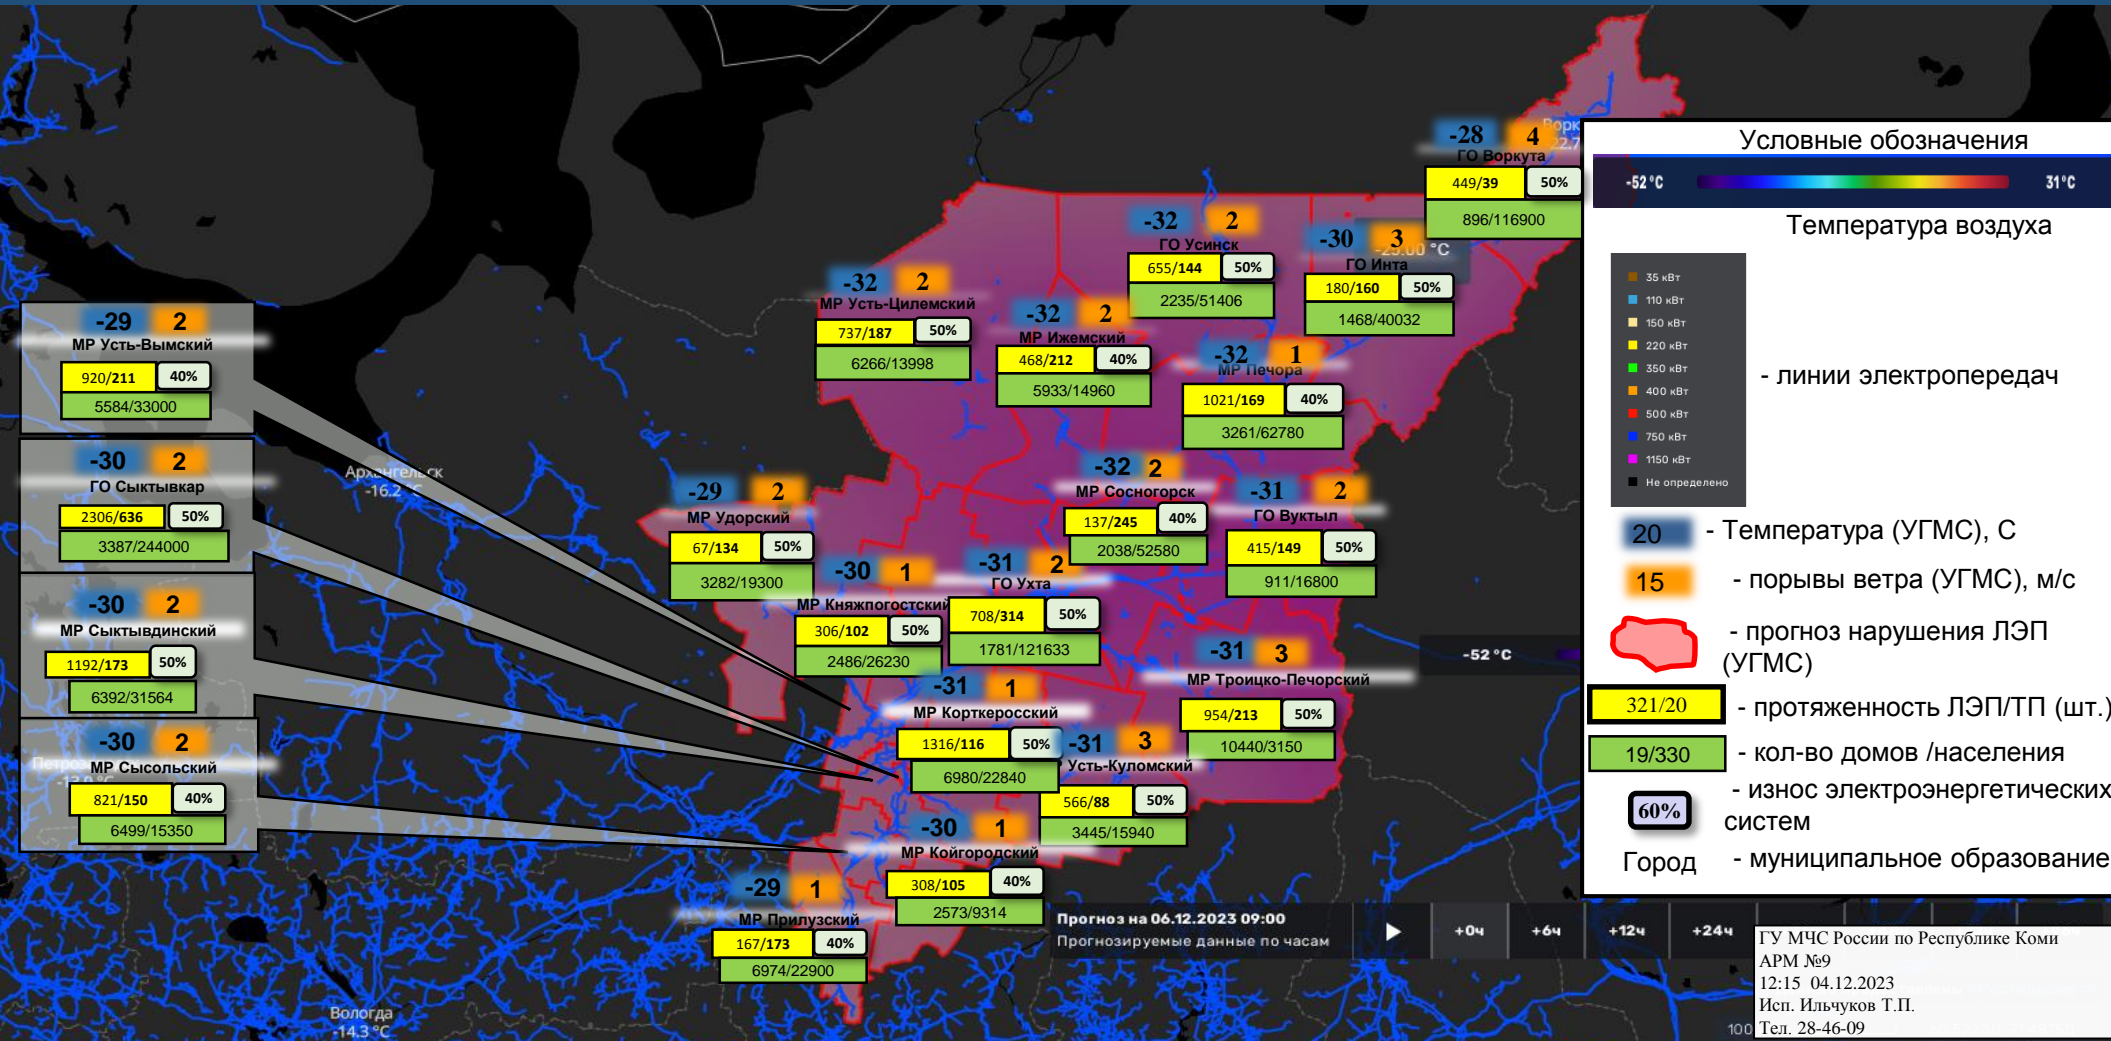 -28 4
Ворк
22.7
ГО Воркута
449/39 50%
896/116900
-32 2
ГО Усинск
655/144 50%
2235/51406
-30 3
ГО Инта
180/160 50%
1468/40032
-32 2
МР Усть-Цилемский
737/187 50%
6266/13998
-32 2
МР Ижемский
468/212 40%
5933/14960
-32 1
МР Печора
1021/169 40%
3261/62780
-29 2
МР Усть-Вымский
920/211 40%
5584/33000
-30 2
ГО Сыктывкар
2306/636 50%
3387/244000
-30 2
МР Сыктывдинский
1192/173 50%
6392/31564
-30 2
МР Сысольский
821/150 40%
6499/15350
Архангельск
-16.2 °C
-29 2
МР Удорский
67/134 50%
3282/19300
-32 2
МР Сосногорск
137/245 40%
2038/52580
-31 2
ГО Вуктыл
415/149 50%
911/16800
-30 1
МР Княжпогостский
306/102 50%
2486/26230
-31 2
ГО Ухта
708/314 50%
1781/121633
-31 3
МР Троицко-Печорский
954/213 50%
10440/3150
-31 1
МР Корткеросский
1316/116 50%
6980/22840
-31 3
Усть-Куломский
566/88 50%
3445/15940
-30 1
МР Койгородский
308/105 40%
2573/9314
-29 1
МР Прилузский
167/173 40%
6974/22900
Вологда
-14.3 °C
-52 °C
Прогноз на 06.12.2023 09:00
Прогнозируемые данные по часам
+0ч +6ч +12ч +24ч
Условные обозначения
-52 °C 31°C
Температура воздуха
35 кВт
110 кВт
150 кВт
220 кВт
350 кВт
400 кВт
500 кВт
750 кВт
1150 кВт
Не определено
- линии электропередач
20 - Температура (УГМС), С
15 - порывы ветра (УГМС), м/с
- прогноз нарушения ЛЭП
(УГМС)
321/20 - протяженность ЛЭП/ТП (шт.)
19/330 - кол-во домов /населения
60% - износ электроэнергетических
систем
Город - муниципальное образование
ГУ МЧС России по Республике Коми
АРМ №9
12:15 04.12.2023
Исп. Ильчуков Т.П.
Тел. 28-46-09
100